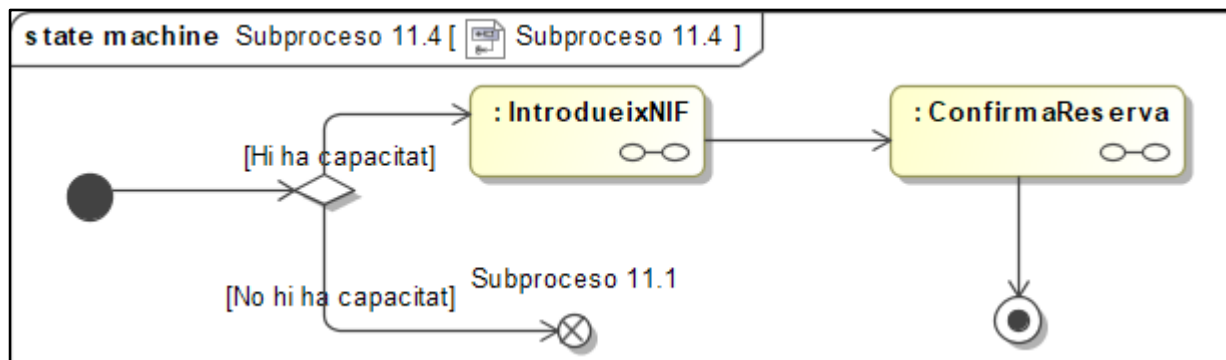 state machine Subproceso 11.4 [ Subproceso 11.4 ]
: IntrodueixNIF
: ConfirmaReserva
[Hi ha capacitat]
Subproceso 11.1
[No hi ha capacitat]